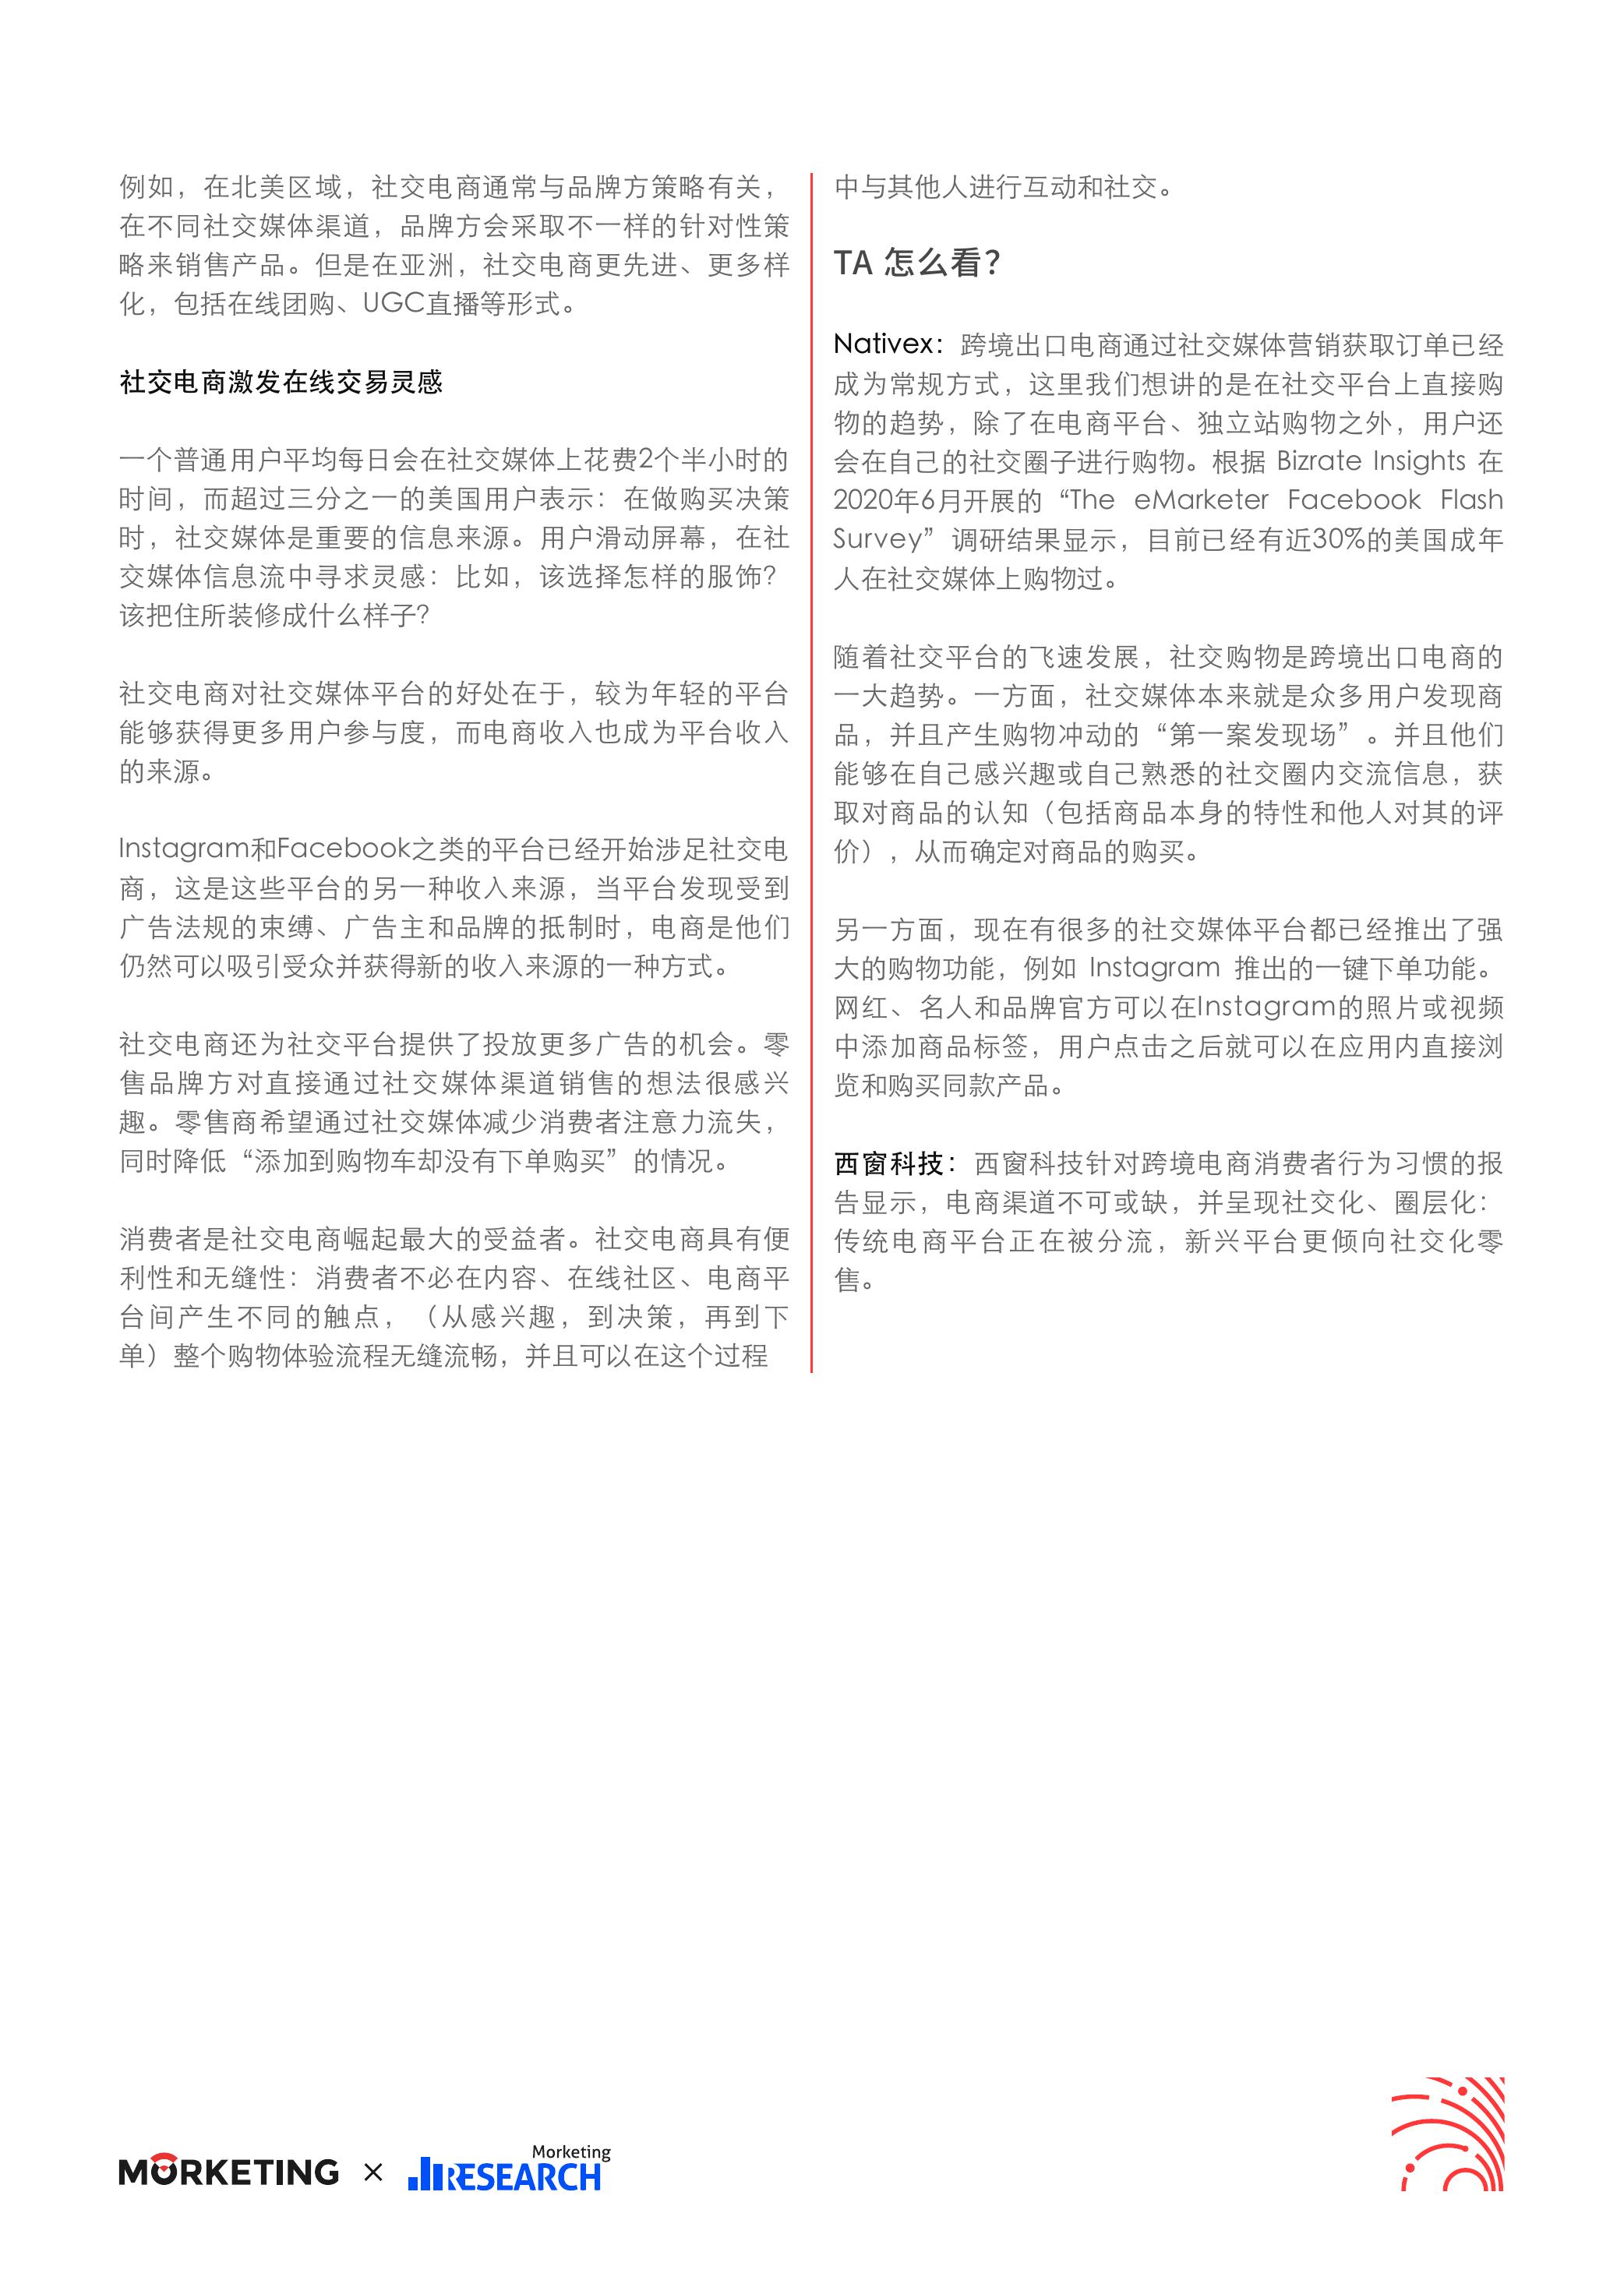 例如，在北美区域，社交电商通常与品牌方策略有关，
在不同社交媒体渠道，品牌方会采取不一样的针对性策
略来销售产品。但是在亚洲，社交电商更先进、更多样
化，包括在线团购、UGC直播等形式。
社交电商激发在线交易灵感
一个普通用户平均每日会在社交媒体上花费2个半小时的
时间，而超过三分之一的美国用户表示：在做购买决策
时，社交媒体是重要的信息来源。用户滑动屏幕，在社
交媒体信息流中寻求灵感：比如，该选择怎样的服饰？
该把住所装修成什么样子？
社交电商对社交媒体平台的好处在于，较为年轻的平台
能够获得更多用户参与度，而电商收入也成为平台收入
的来源。
Instagram和Facebook之类的平台已经开始涉足社交电
商，这是这些平台的另一种收入来源，当平台发现受到
广告法规的束缚、广告主和品牌的抵制时，电商是他们
仍然可以吸引受众并获得新的收入来源的一种方式。
社交电商还为社交平台提供了投放更多广告的机会。零
售品牌方对直接通过社交媒体渠道销售的想法很感兴
趣。零售商希望通过社交媒体减少消费者注意力流失，
同时降低“添加到购物车却没有下单购买”的情况。
消费者是社交电商崛起最大的受益者。社交电商具有便
利性和无缝性：消费者不必在内容、在线社区、电商平
台间产生不同的触点，（从感兴趣，到决策，再到下
单）整个购物体验流程无缝流畅，并且可以在这个过程
中与其他人进行互动和社交。
TA 怎么看？
Nativex：跨境出口电商通过社交媒体营销获取订单已经
成为常规方式，这里我们想讲的是在社交平台上直接购
物的趋势，除了在电商平台、独立站购物之外，用户还
会在自己的社交圈子进行购物。根据 Bizrate Insights 在
2020年6月开展的“The eMarketer Facebook Flash
Survey”调研结果显示，目前已经有近30%的美国成年
人在社交媒体上购物过。
随着社交平台的飞速发展，社交购物是跨境出口电商的
一大趋势。一方面，社交媒体本来就是众多用户发现商
品，并且产生购物冲动的“第一案发现场”。并且他们
能够在自己感兴趣或自己熟悉的社交圈内交流信息，获
取对商品的认知（包括商品本身的特性和他人对其的评
价），从而确定对商品的购买。
另一方面，现在有很多的社交媒体平台都已经推出了强
大的购物功能，例如 Instagram 推出的一键下单功能。
网红、名人和品牌官方可以在Instagram的照片或视频
中添加商品标签，用户点击之后就可以在应用内直接浏
览和购买同款产品。
西窗科技：西窗科技针对跨境电商消费者行为习惯的报
告显示，电商渠道不可或缺，并呈现社交化、圈层化：
传统电商平台正在被分流，新兴平台更倾向社交化零
售。
MORKETING × Morketing RESEARCH